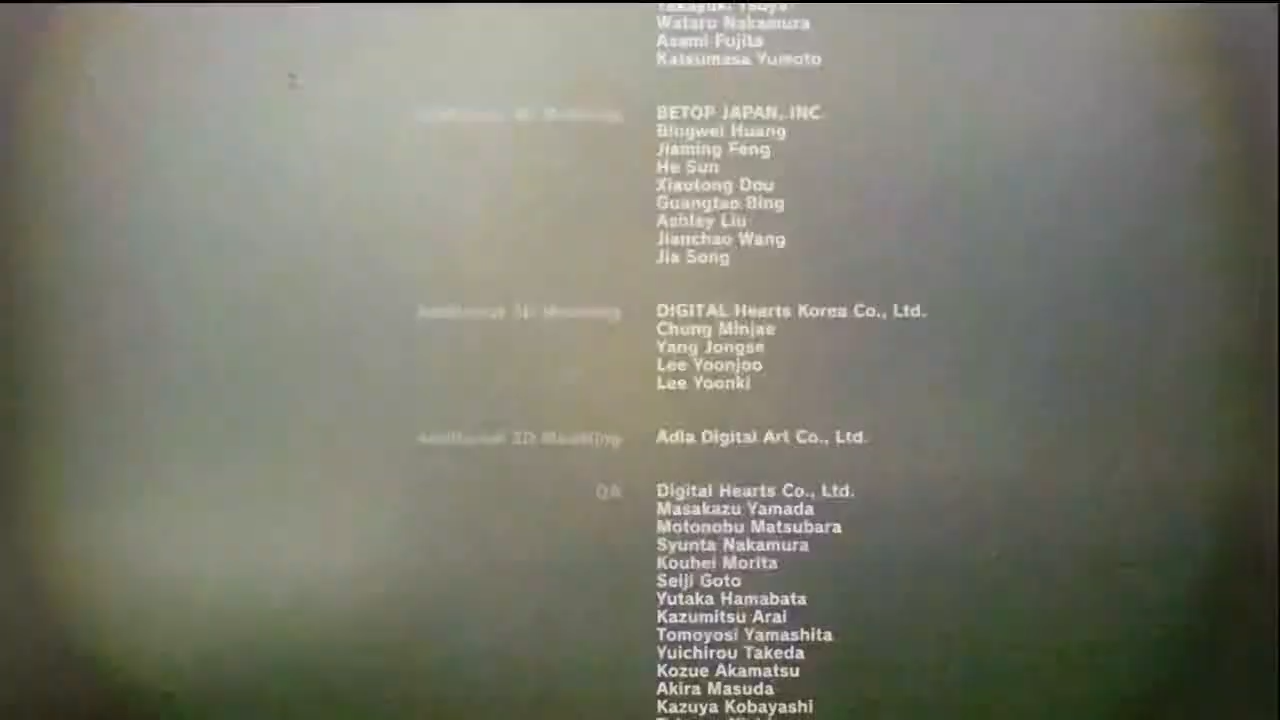 Wataru Nakamura
Asami Fujita
Katsumasa Yumoto
BETOP JAPAN, INC.
Bingwei Huang
Jiaming Feng
He Sun
Xiaotong Dou
Guangtao Bing
Ashley Liu
Jianchao Wang
Jia Song
Additional 3D Modeling DIGITAL Hearts Korea Co., Ltd.
Chung Minjae
Yang Jongse
Lee Yoonjoo
Lee Yoonki
Additional 3D Modeling Adia Digital Art Co., Ltd.
QA Digital Hearts Co., Ltd.
Masakazu Yamada
Motonobu Matsubara
Syunta Nakamura
Kouhei Morita
Seiji Goto
Yutaka Hamabata
Kazumitsu Arai
Tomoyosi Yamashita
Yuichirou Takeda
Kozue Akamatsu
Akira Masuda
Kazuya Kobayashi